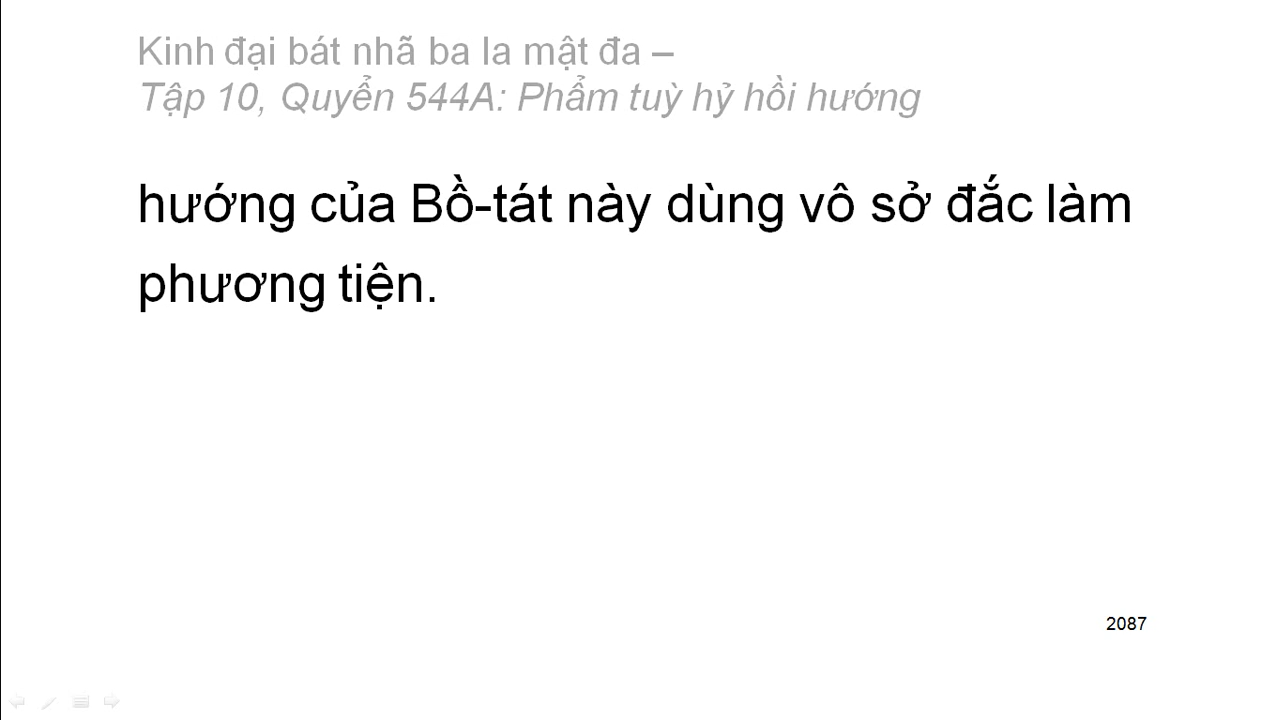 Kinh đại bát nhã ba la mật đa –
Tập 10, Quyển 544A: Phẩm tuỳ hỷ hồi hướng
hướng của Bồ-tát này dùng vô sở đắc làm
phương tiện.
2087